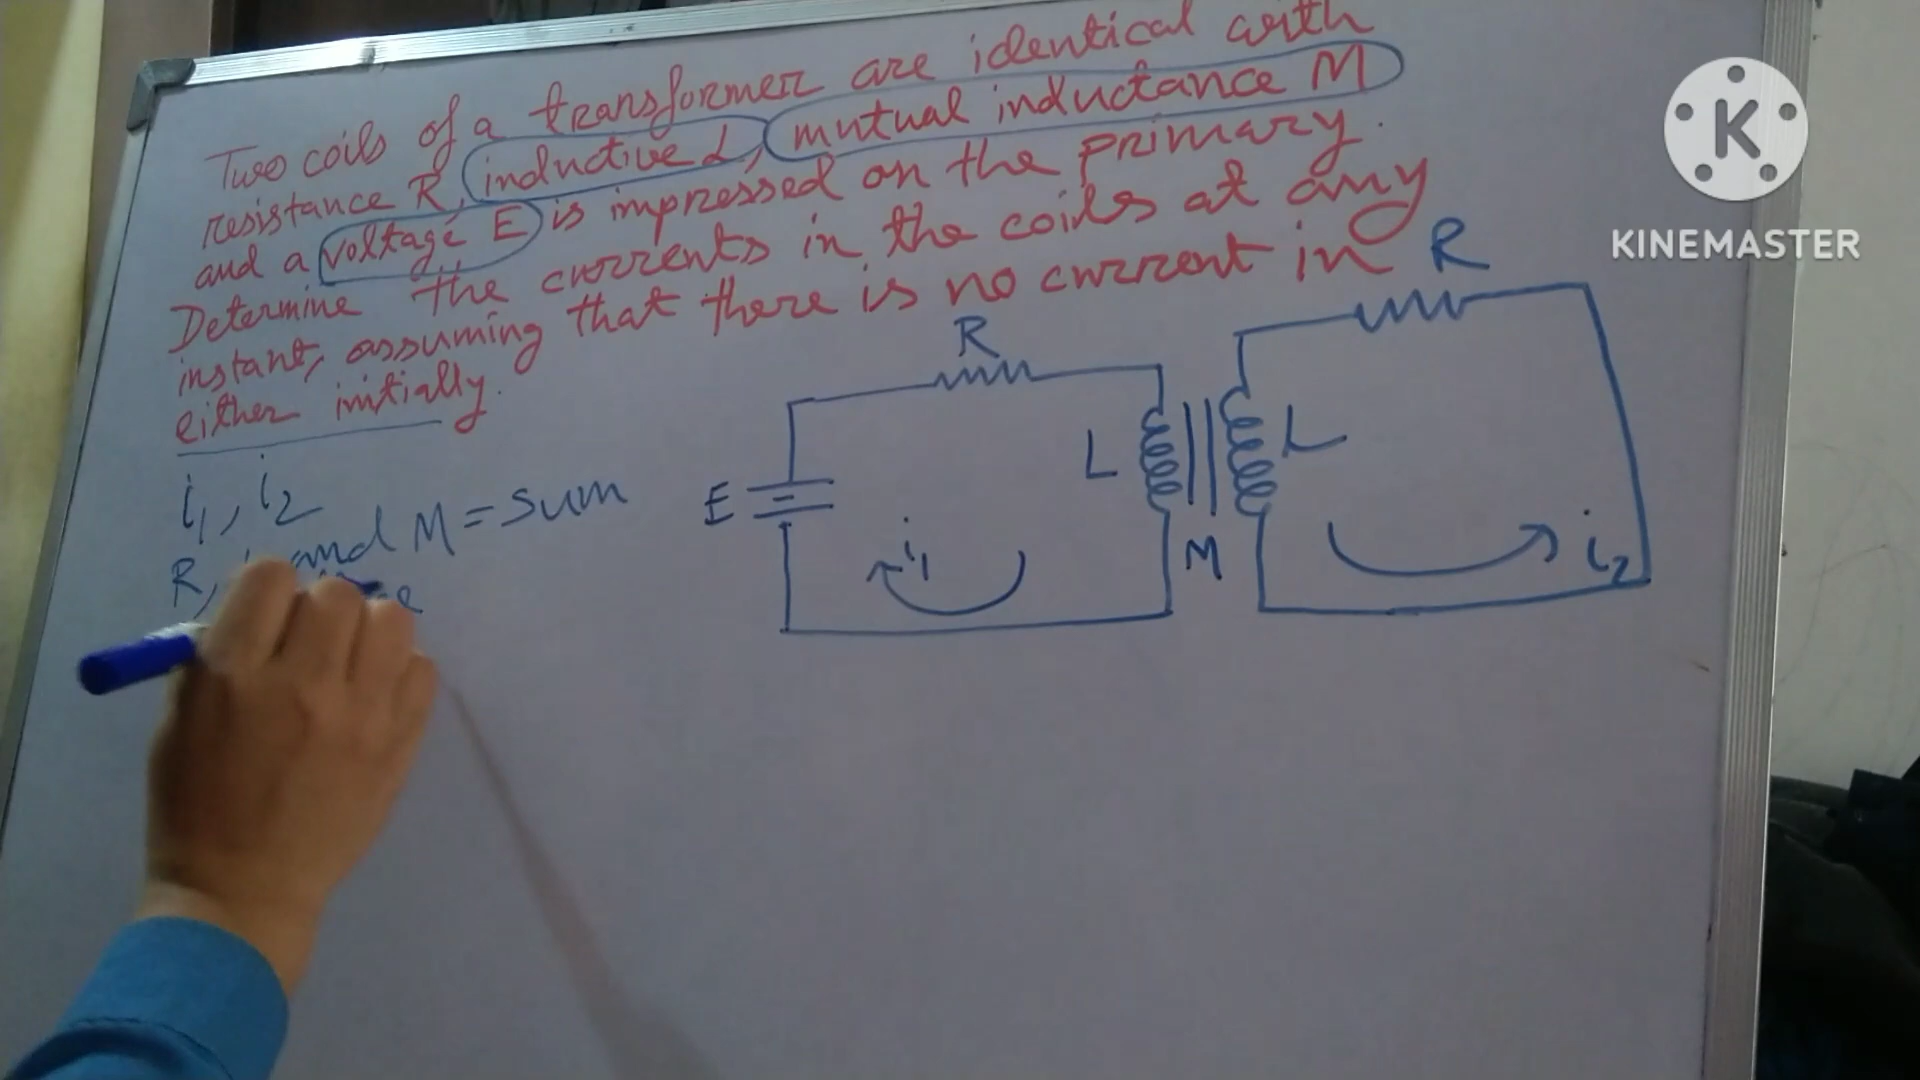 Two coils of a transformer are identical with
resistance R, inductive L, mutual inductance M
and a voltage E is impressed on the primary.
Determine the currents in the coils at any
instant, assuming that there is no current in
either initially.
i1, i2
R, and M = sum
R
L
E
i1
M
R
L
i2
K
KINEMASTER